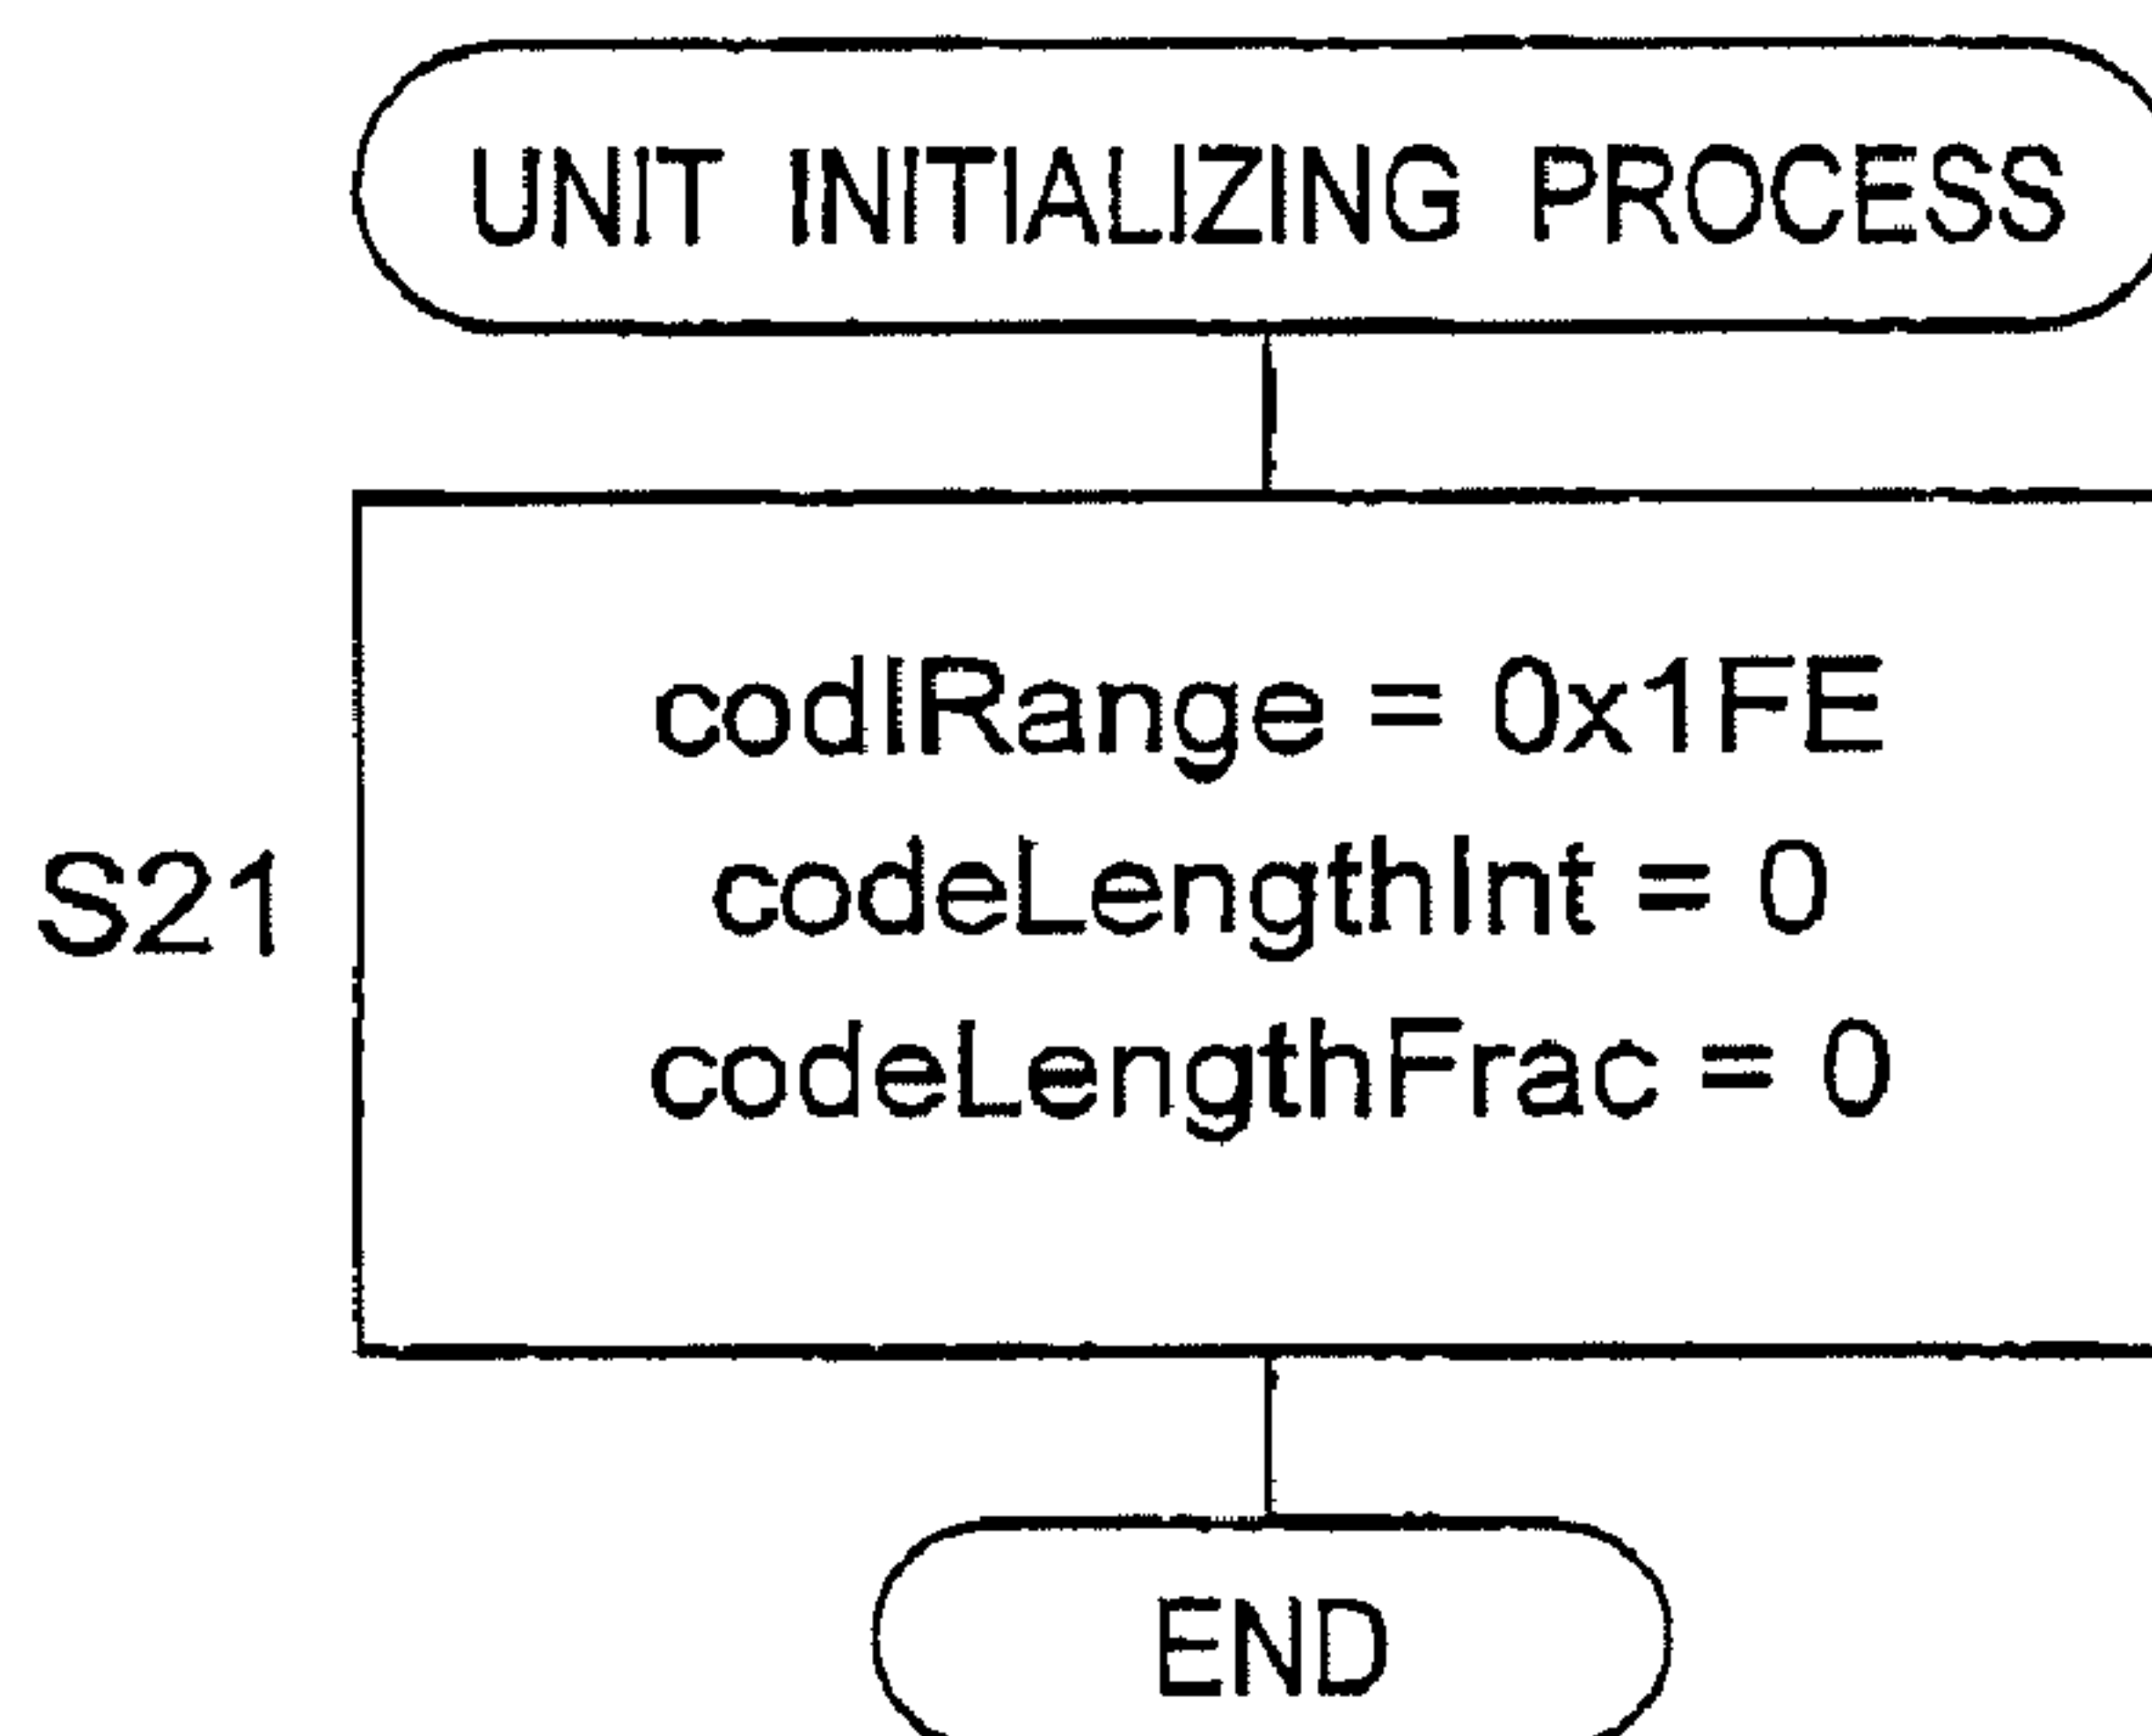 UNIT INITIALIZING PROCESS
codIRange = 0x1FE
S21
codeLengthInt = 0
codeLengthFrac = 0
END